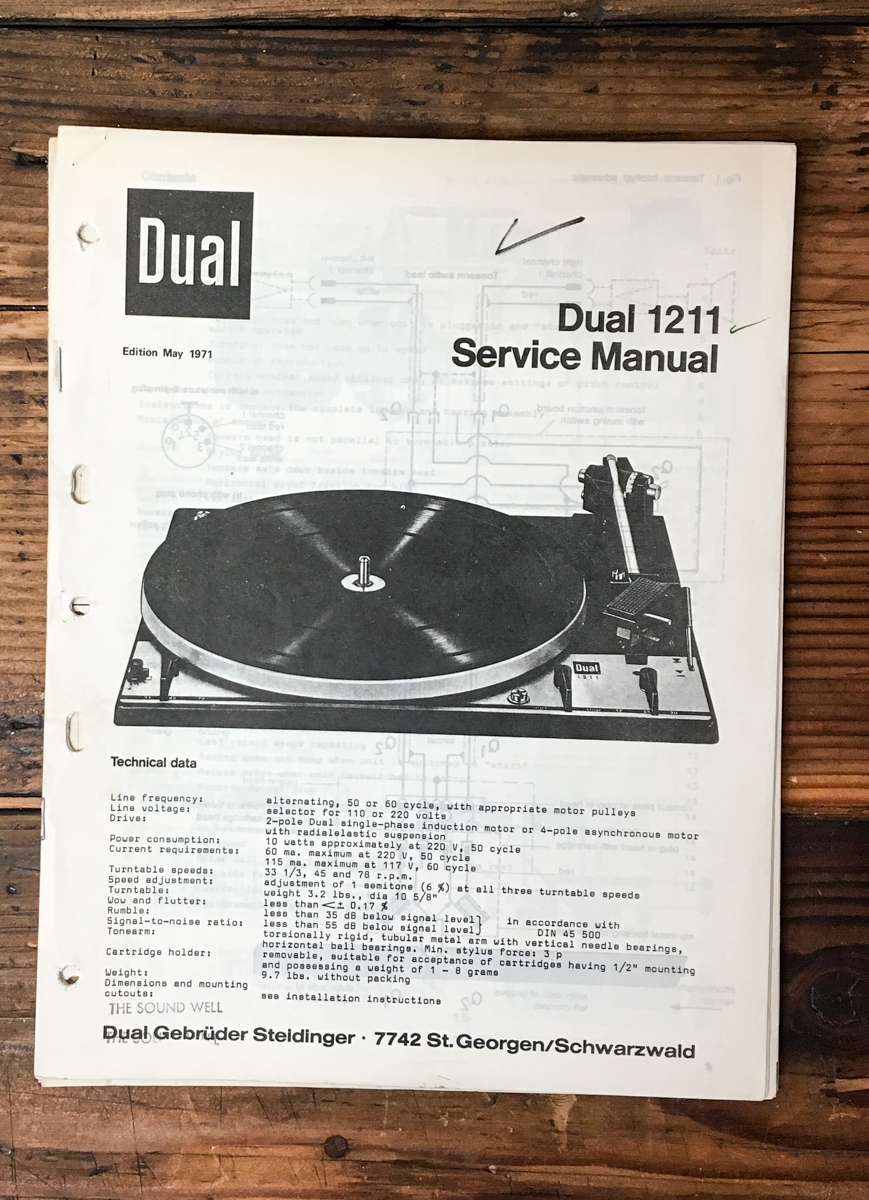 Dual
Edition May 1971
Dual 1211
Service Manual
Dual
1211
Technical data
Line frequency: alternating, 50 or 60 cycle, with appropriate motor pulleys
Line voltage: selector for 110 or 220 volts
Drive: 2-pole Dual single-phase induction motor or 4-pole asynchronous motor
with radialelastic suspension
Power consumption: 10 watts approximately at 220 V, 50 cycle
Current requirements: 60 ma. maximum at 220 V, 50 cycle
115 ma. maximum at 117 V, 60 cycle
Turntable speeds: 33 1/3, 45 and 78 r.p.m.
Speed adjustment: adjustment of 1 semitone (6 %) at all three turntable speeds
Turntable: weight 3.2 lbs., dia 10 5/8"
Wow and flutter: less than <± 0.17 %
Rumble: less than 35 dB below signal level} in accordance with
Signal-to-noise ratio: less than 55 dB below signal level} DIN 45 500
Tonearm: torsionally rigid, tubular metal arm with vertical needle bearings,
horizontal ball bearings. Min. stylus force: 3 p
Cartridge holder: removable, suitable for acceptance of cartridges having 1/2" mounting
and possessing a weight of 1 - 8 grams
Weight: 9.7 lbs. without packing
Dimensions and mounting
cutouts: see installation instructions
THE SOUND WELL
Dual Gebrüder Steidinger · 7742 St. Georgen/Schwarzwald